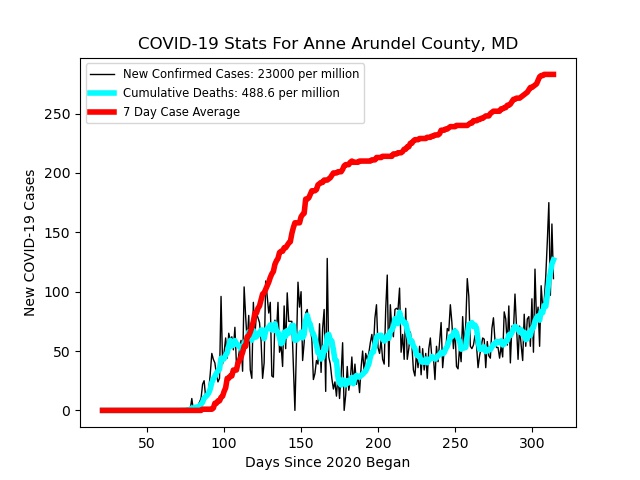 COVID-19 Stats For Anne Arundel County, MD
New Confirmed Cases: 23000 per million
Cumulative Deaths: 488.6 per million
7 Day Case Average
New COVID-19 Cases
250
200
150
100
50
0
50 100 150 200 250 300
Days Since 2020 Began